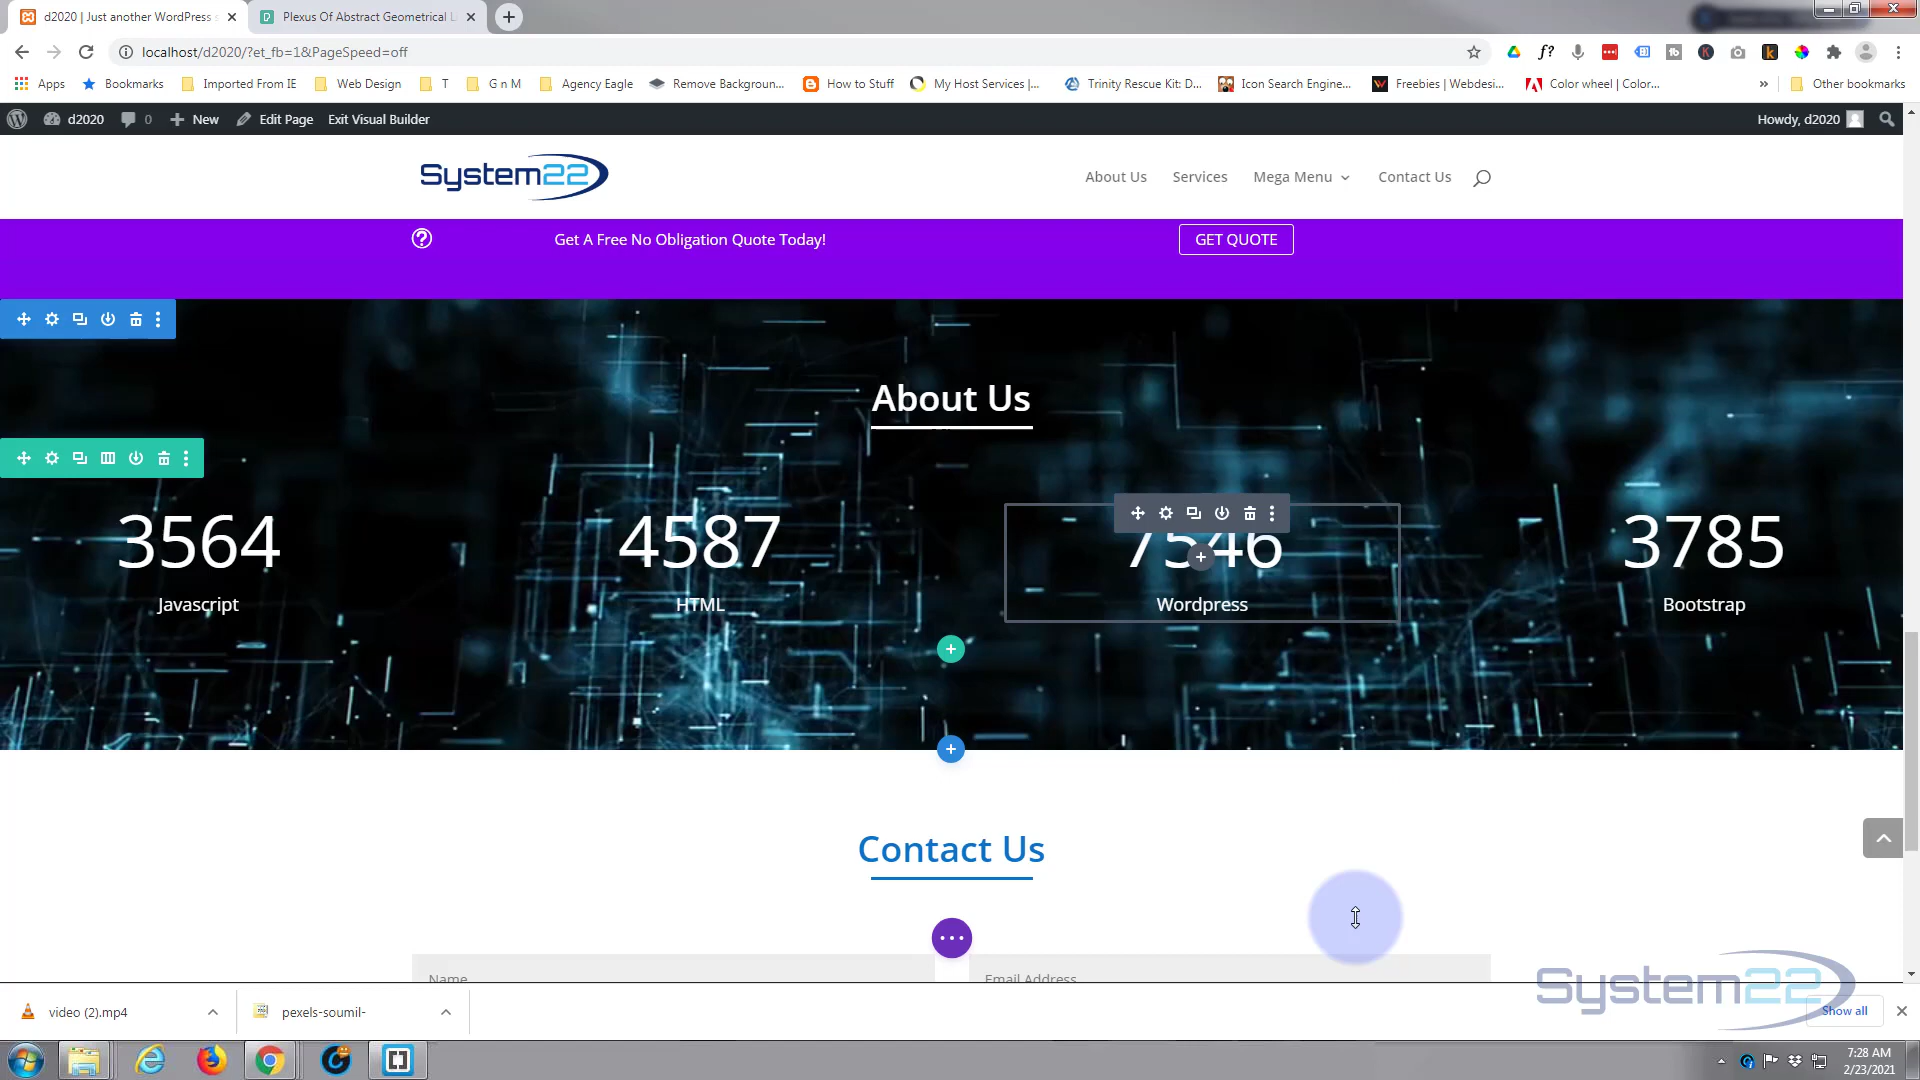 d2020 | Just another WordPress s
Plexus Of Abstract Geometrical Li
localhost/d2020/?et_fb=1&PageSpeed=off
Apps
Bookmarks
Imported From IE
Web Design
T
G n M
Agency Eagle
Remove Backgroun...
How to Stuff
My Host Services |...
Trinity Rescue Kit: D...
Icon Search Engine...
Freebies | Webdesi...
Color wheel | Color...
Other bookmarks
d2020
0
New
Edit Page
Exit Visual Builder
Howdy, d2020
System22
About Us
Services
Mega Menu
Contact Us
Get A Free No Obligation Quote Today!
GET QUOTE
About Us
3564
4587
7546
3785
Javascript
HTML
Wordpress
Bootstrap
Contact Us
Name
Email Address
System22
video (2).mp4
pexels-soumil-
Show all
7:28 AM
2/23/2021